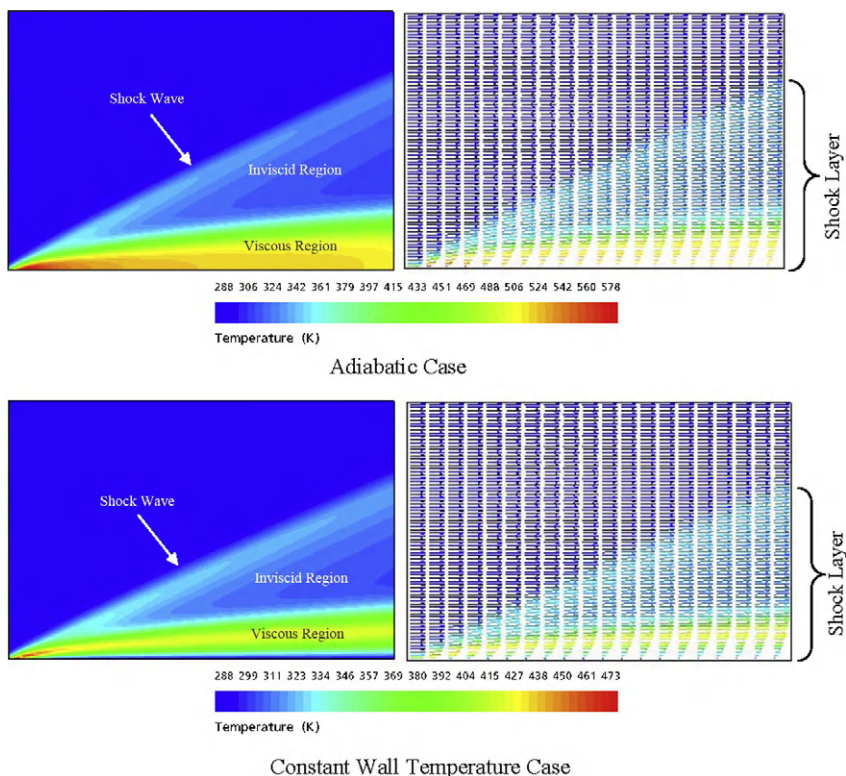 Shock Wave
Inviscid Region
Viscous Region
Shock Layer
288 306 324 342 361 379 397 415 433 451 469 488 506 524 542 560 578
Temperature (K)
Adiabatic Case
Shock Wave
Inviscid Region
Viscous Region
Shock Layer
288 299 311 323 334 346 357 369 380 392 404 415 427 438 450 461 473
Temperature (K)
Constant Wall Temperature Case